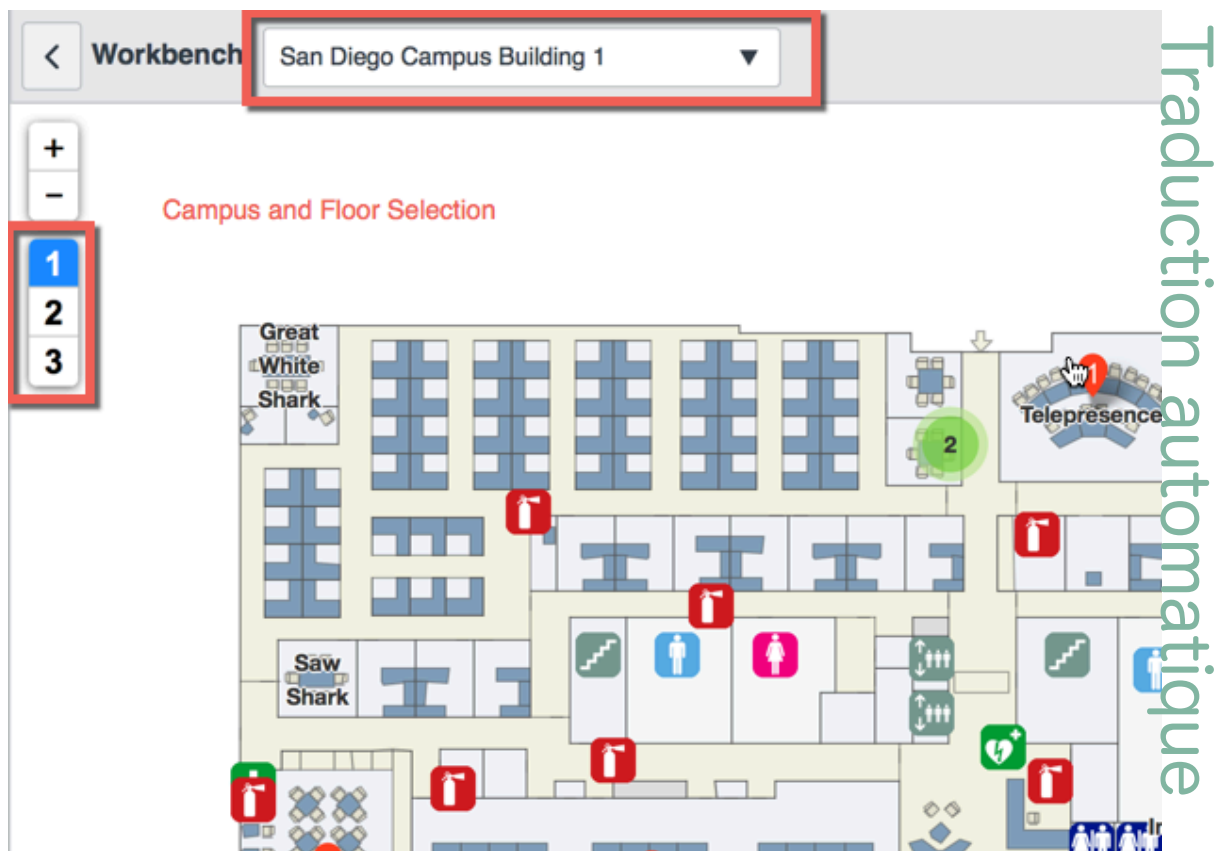 Workbench
San Diego Campus Building 1
+
-
Campus and Floor Selection
1
2
3
Great
White
Shark
1
Telepresence
2
Saw
Shark
Traduction automatique